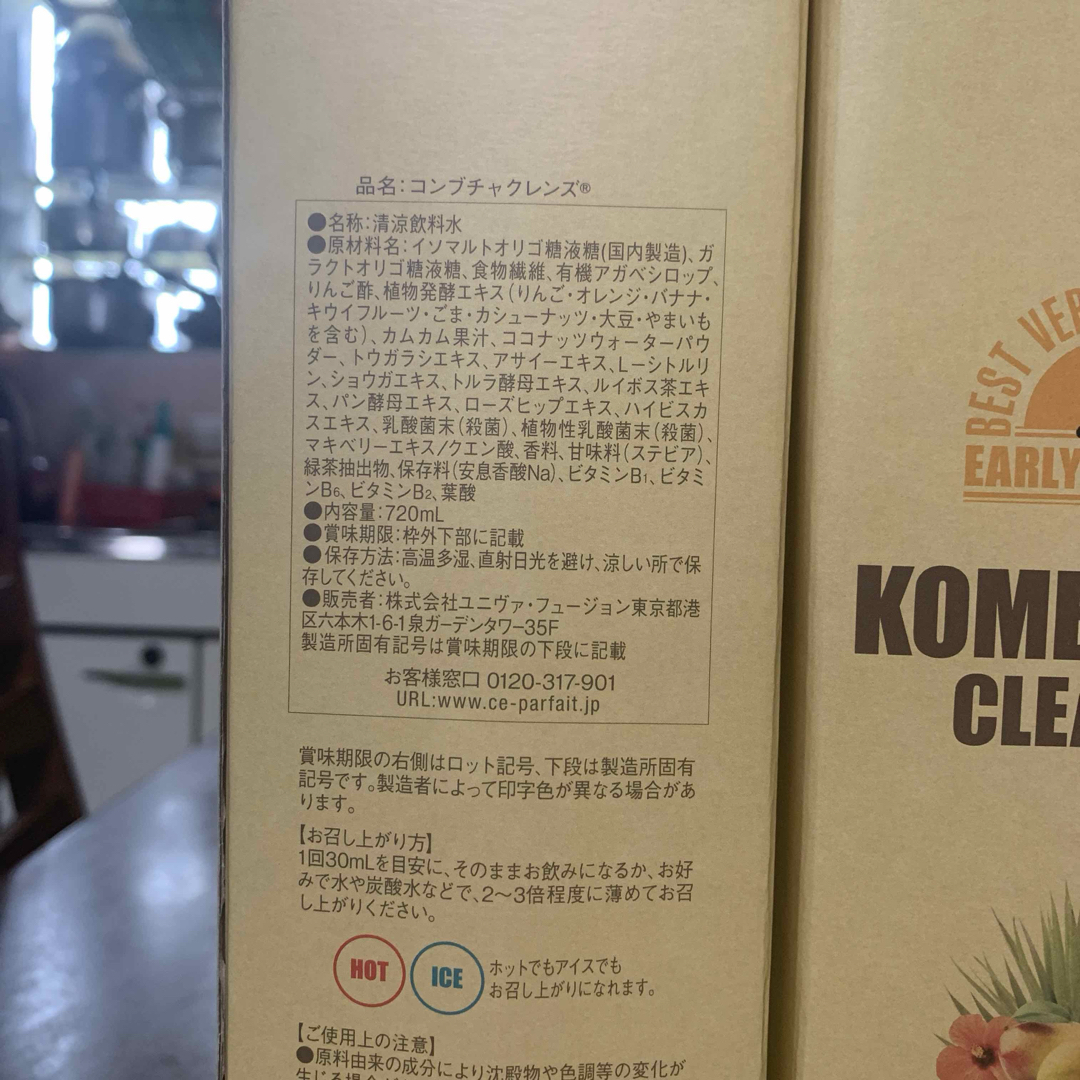 品名:コンブチャクレンズ®
●名称:清涼飲料水
●原材料名:イソマルトオリゴ糖液糖(国内製造)、ガ
ラクトオリゴ糖液糖、食物繊維、有機アガベシロップ、
りんご酢、植物発酵エキス(りんご・オレンジ・バナナ・
キウイフルーツ・ごま・カシューナッツ・大豆・やまいも
を含む)、カムカム果汁、ココナッツウォーターパウ
ダー、トウガラシエキス、アサイーエキス、L-シトルリ
ン、ショウガエキス、トルラ酵母エキス、ルイボス茶エキ
ス、パン酵母エキス、ローズヒップエキス、ハイビスカ
スエキス、乳酸菌末(殺菌)、植物性乳酸菌末(殺菌)、
マキベリーエキス/クエン酸、香料、甘味料(ステビア)、
緑茶抽出物、保存料(安息香酸Na)、ビタミンB₁、ビタミ
ンB₆、ビタミンB₂、葉酸
●内容量:720mL
●賞味期限:枠外下部に記載
●保存方法:高温多湿、直射日光を避け、涼しい所で保
存してください。
●販売者:株式会社ユニヴァ・フュージョン東京都港
区六本木1-6-1泉ガーデンタワー35F
製造所固有記号は賞味期限の下段に記載
お客様窓口 0120-317-901
URL:www.ce-parfait.jp
賞味期限の右側はロット記号、下段は製造所固有
記号です。製造者によって印字色が異なる場合があ
ります。
【お召し上がり方】
1回30mLを目安に、そのままお飲みになるか、お好
みで水や炭酸水などで、2〜3倍程度に薄めてお召
し上がりください。
HOT
ICE
ホットでもアイスでも
お召し上がりになれます。
【ご使用上の注意】
●原料由来の成分により沈殿物や色調等の変化が
BEST VER
EARLY
KOMB
CLEA